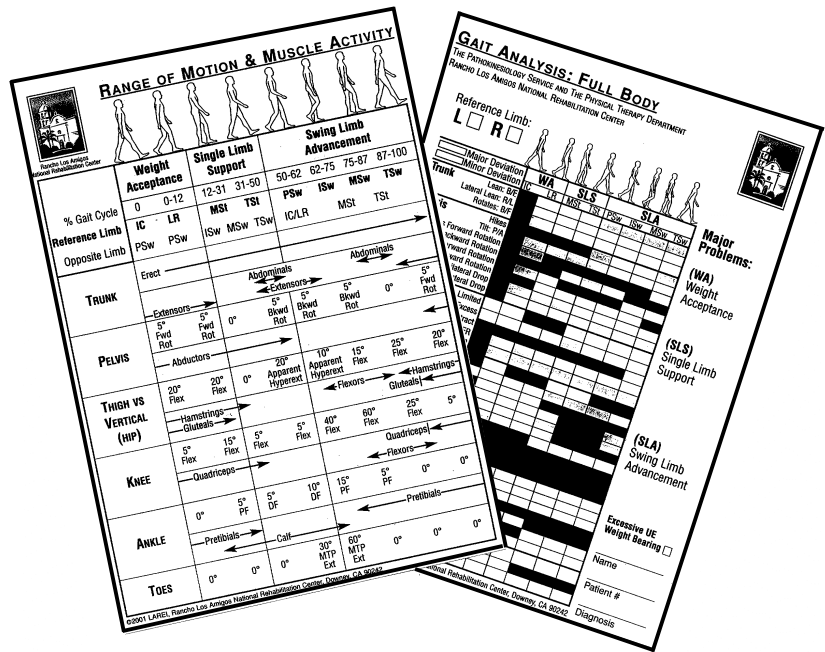 RANGE OF MOTION & MUSCLE ACTIVITY
Rancho Los Amigos
National Rehabilitation Center
Weight Acceptance
Single Limb Support
Swing Limb Advancement
% Gait Cycle 0 0-12 12-31 31-50 50-62 62-75 75-87 87-100
Reference Limb IC LR MSt TSt PSw ISw MSw TSw
Opposite Limb PSw PSw ISw MSw TSw IC/LR MSt TSt
TRUNK
Erect
Abdominals Abdominals
Extensors Extensors
PELVIS
5° Fwd Rot 5° Fwd Rot 0° 5° Bkwd Rot 5° Bkwd Rot 5° Bkwd Rot 0° 5° Fwd Rot
Abductors
THIGH VS VERTICAL (HIP)
20° Flex 20° Flex 0° 20° Apparent Hyperext 10° Apparent Hyperext 15° Flex 25° Flex 20° Flex
Hamstrings Flexors Hamstrings
Gluteals Gluteals
KNEE
5° Flex 15° Flex 5° Flex 5° Flex 40° Flex 60° Flex 25° Flex 5°
Quadriceps Quadriceps
Flexors
ANKLE
0° 5° PF 5° DF 10° DF 15° PF 5° PF 0° 0°
Pretibials Calf Pretibials
TOES
0° 0° 0° 30° MTP Ext 60° MTP Ext 0° 0° 0°
©2001 LAREI, Rancho Los Amigos National Rehabilitation Center, Downey, CA 90242
GAIT ANALYSIS: FULL BODY
THE PATHOKINESIOLOGY SERVICE AND THE PHYSICAL THERAPY DEPARTMENT
RANCHO LOS AMIGOS NATIONAL REHABILITATION CENTER
Reference Limb:
L R
Major Deviation
Minor Deviation
WA SLS SLA
IC LR MSt TSt PSw ISw MSw TSw
Trunk Lean: B/F
Lateral Lean: R/L
Rotates: B/F
Hikes
Tilt: P/A
Forward Rotation
Backward Rotation
Lateral Drop
Limited
Excess
Major Problems:
(WA)
Weight
Acceptance
(SLS)
Single Limb
Support
(SLA)
Swing Limb
Advancement
Excessive UE
Weight Bearing
Name
Patient #
Diagnosis
National Rehabilitation Center, Downey, CA 90242